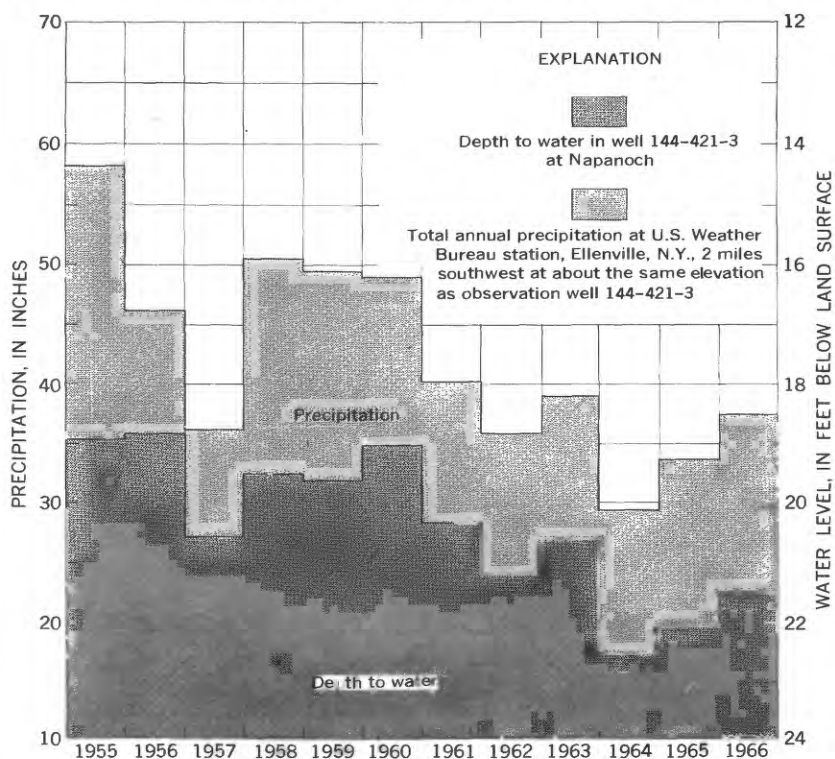 70
60
50
40
30
20
10
PRECIPITATION, IN INCHES
EXPLANATION
Depth to water in well 144-421-3
at Napanoch
Total annual precipitation at U.S. Weather
Bureau station, Ellenville, N.Y., 2 miles
southwest at about the same elevation
as observation well 144-421-3
Precipitation
De th to water
12
14
16
18
20
22
24
WATER LEVEL, IN FEET BELOW LAND SURFACE
1955 1956 1957 1958 1959 1960 1961 1962 1963 1964 1965 1966